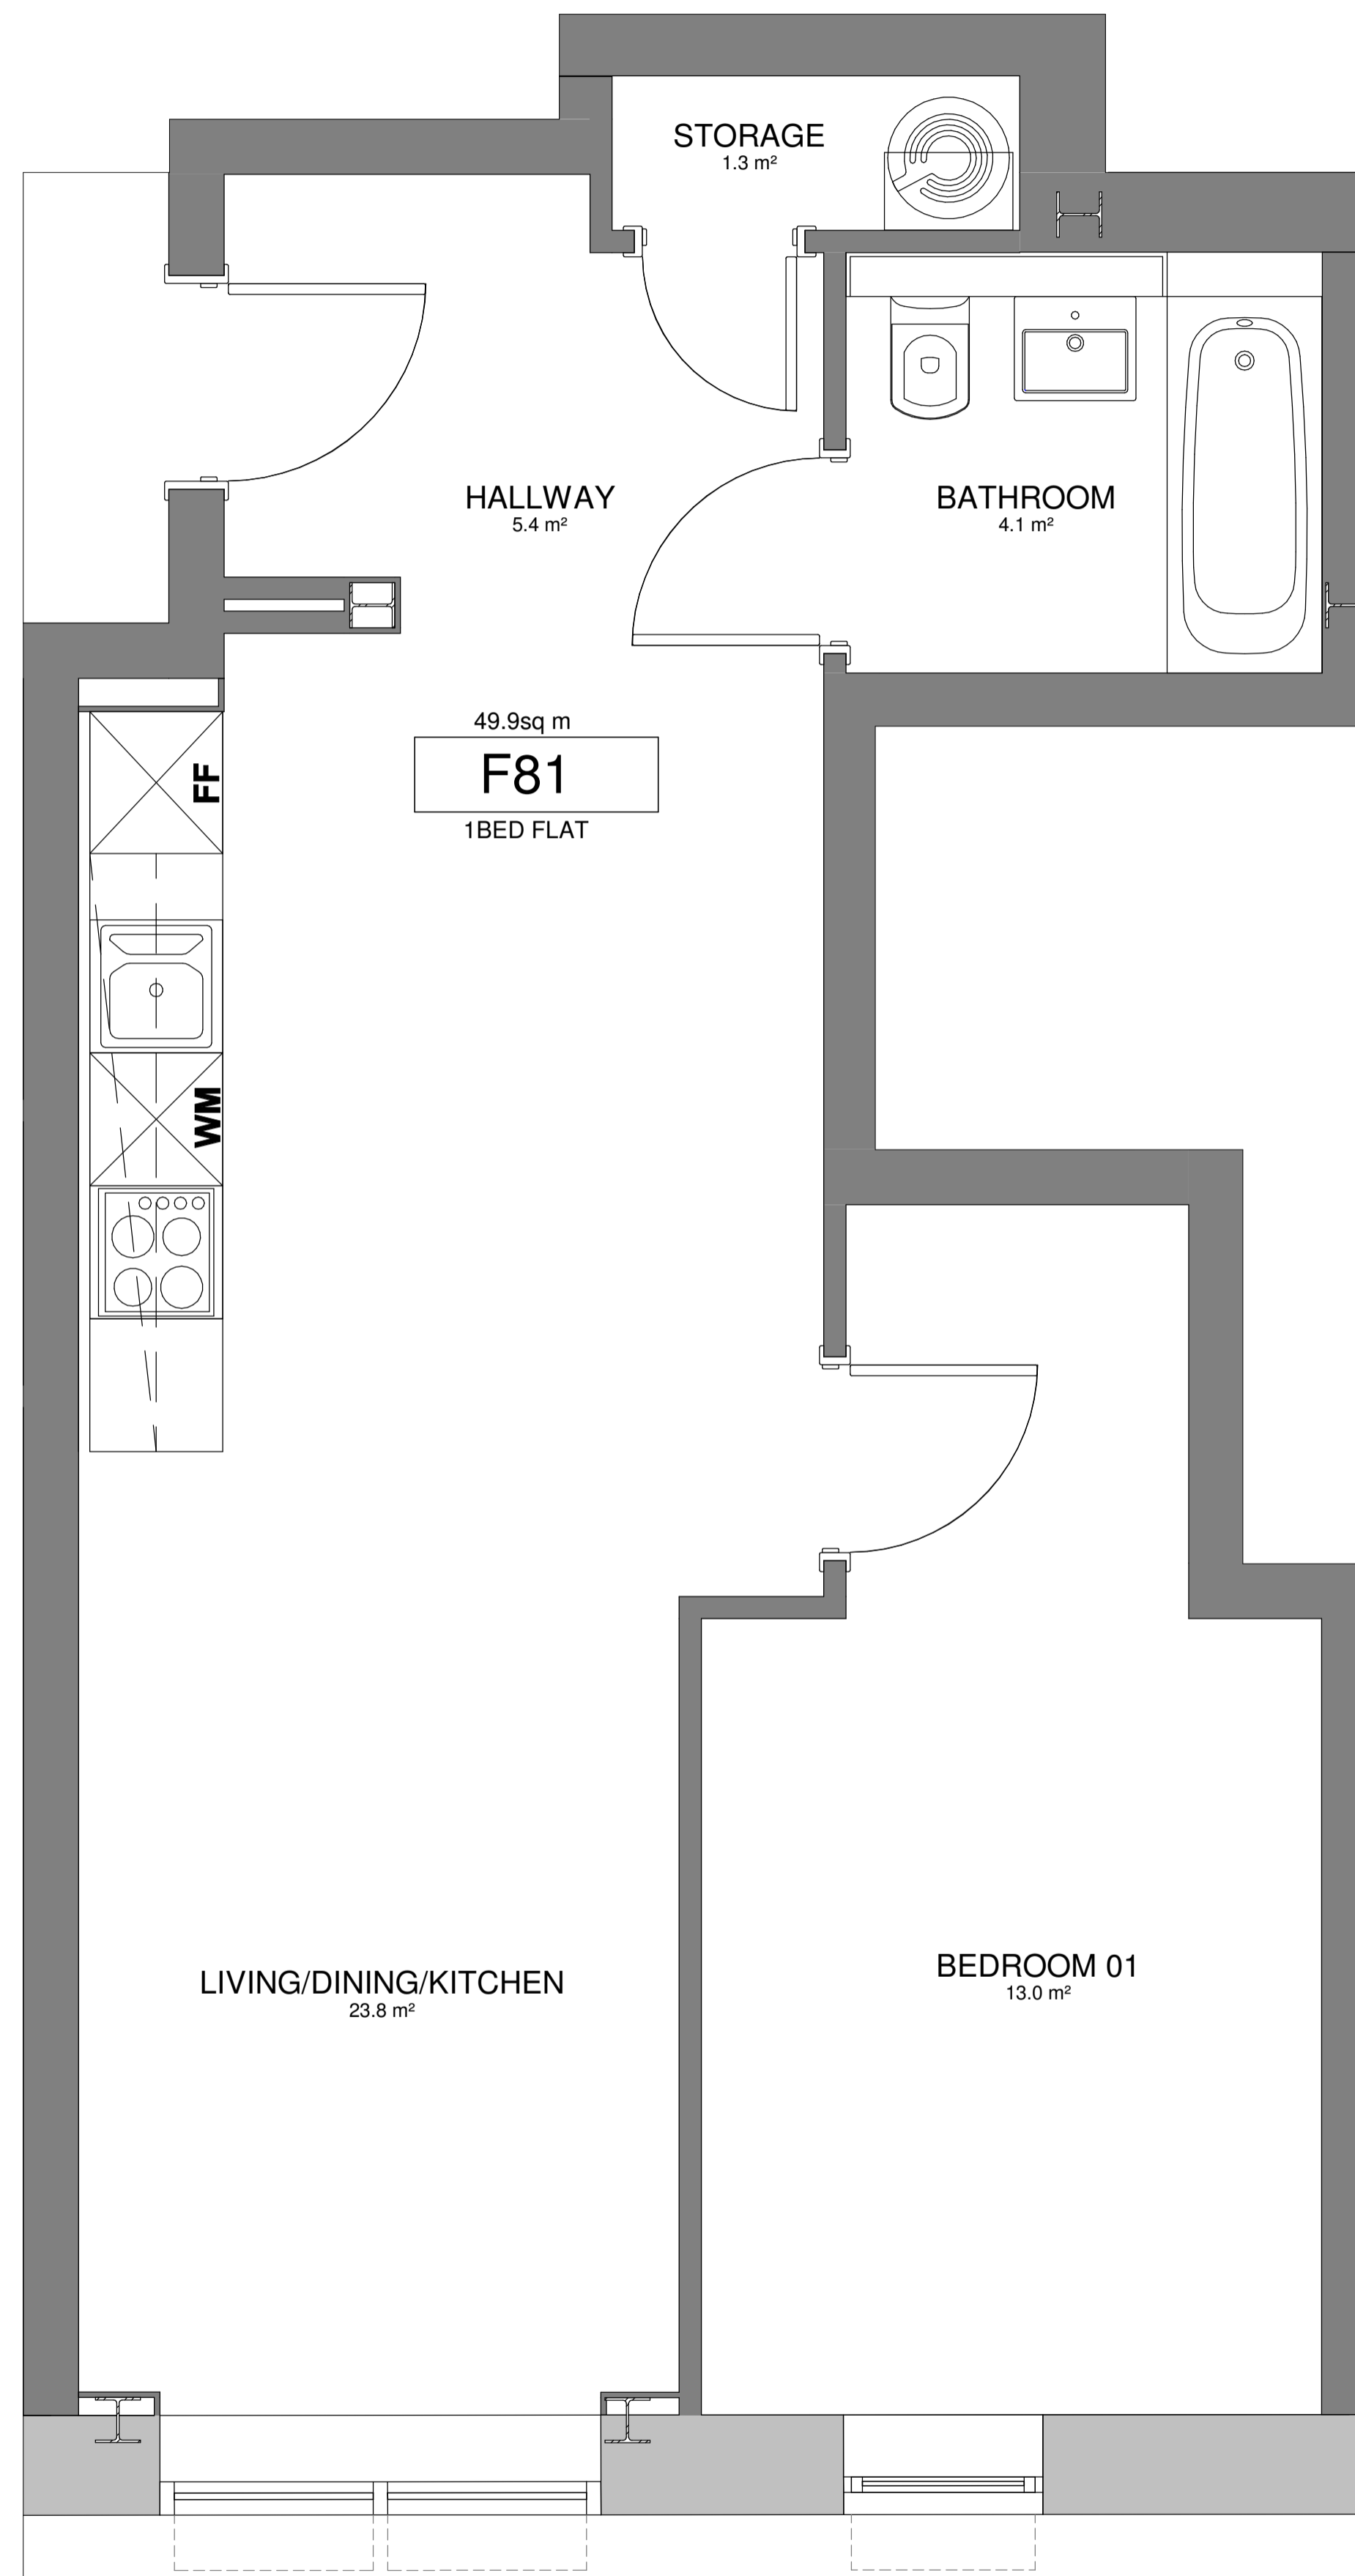 STORAGE
1.3 m²
HALLWAY
5.4 m²
BATHROOM
4.1 m²
49.9sq m
F81
1BED FLAT
FF
WM
LIVING/DINING/KITCHEN
23.8 m²
BEDROOM 01
13.0 m²